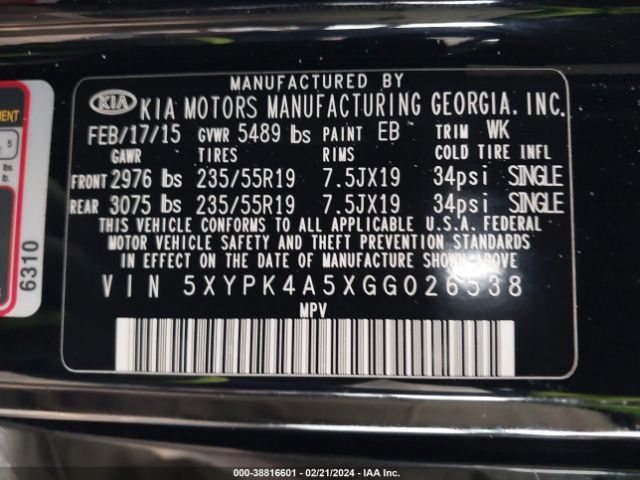 MANUFACTURED BY
KIA KIA MOTORS MANUFACTURING GEORGIA. INC.
FEB/17/15 GVWR 5489 lbs PAINT EB TRIM WK
GAWR TIRES RIMS COLD TIRE INFL
FRONT 2976 lbs 235/55R19 7.5JX19 34psi SINGLE
REAR 3075 lbs 235/55R19 7.5JX19 34psi SINGLE
THIS VEHICLE CONFORMS TO ALL APPLICABLE U.S.A. FEDERAL
MOTOR VEHICLE SAFETY AND THEFT PREVENTION STANDARDS
IN EFFECT ON THE DATE OF MANUFACTURE SHOWN ABOVE
VIN 5XYPK4A5XGG026538
MPV
5
lbs.
6310
000-38816601 - 02/21/2024 - IAA Inc.